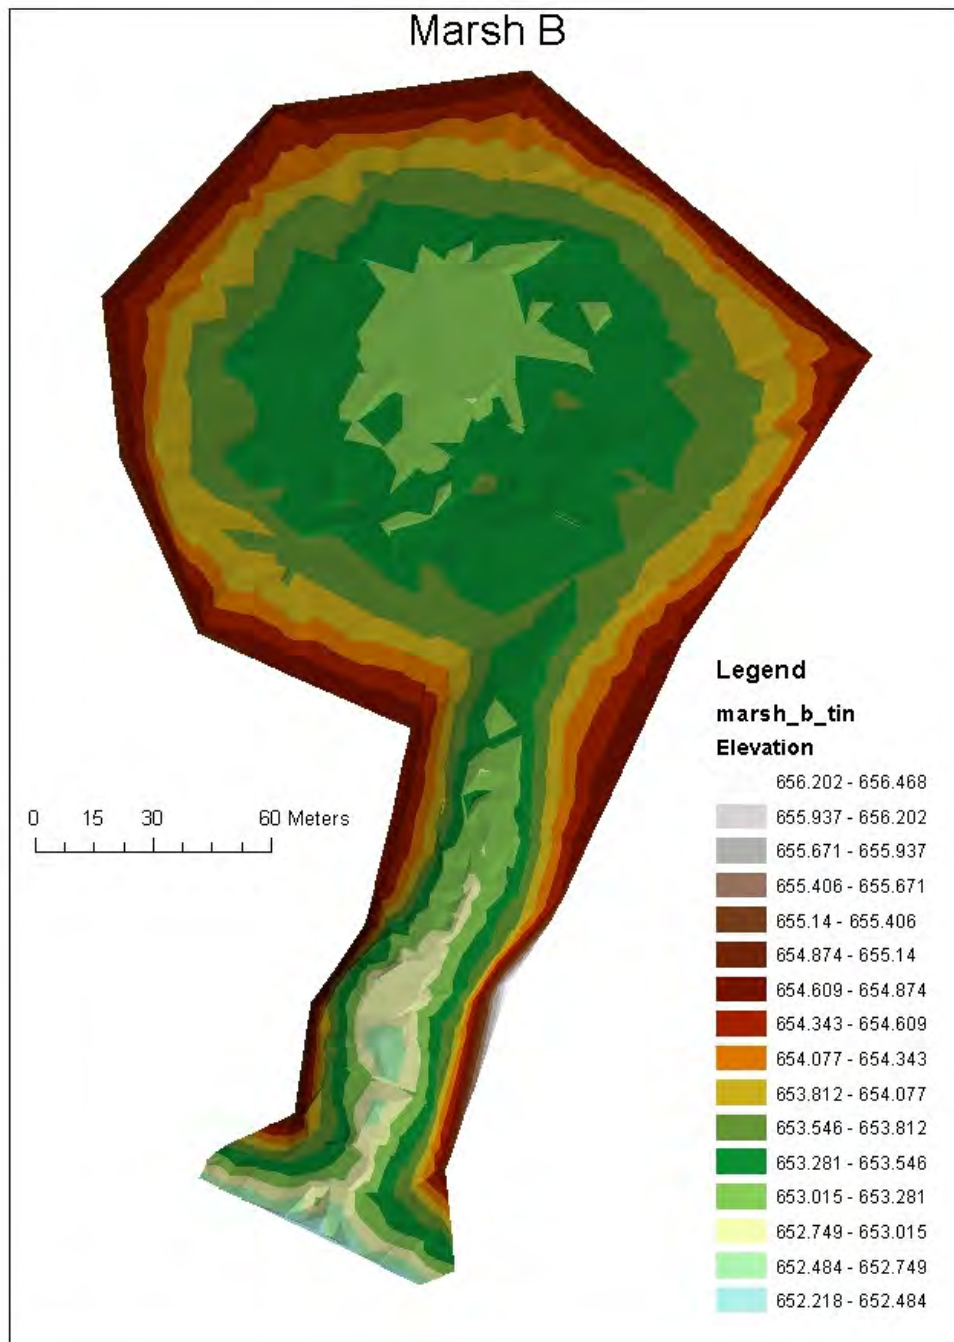 Marsh B
Legend
marsh_b_tin
Elevation
656.202 - 656.468
655.937 - 656.202
655.671 - 655.937
655.406 - 655.671
655.14 - 655.406
654.874 - 655.14
654.609 - 654.874
654.343 - 654.609
654.077 - 654.343
653.812 - 654.077
653.546 - 653.812
653.281 - 653.546
653.015 - 653.281
652.749 - 653.015
652.484 - 652.749
652.218 - 652.484
0 15 30 60 Meters